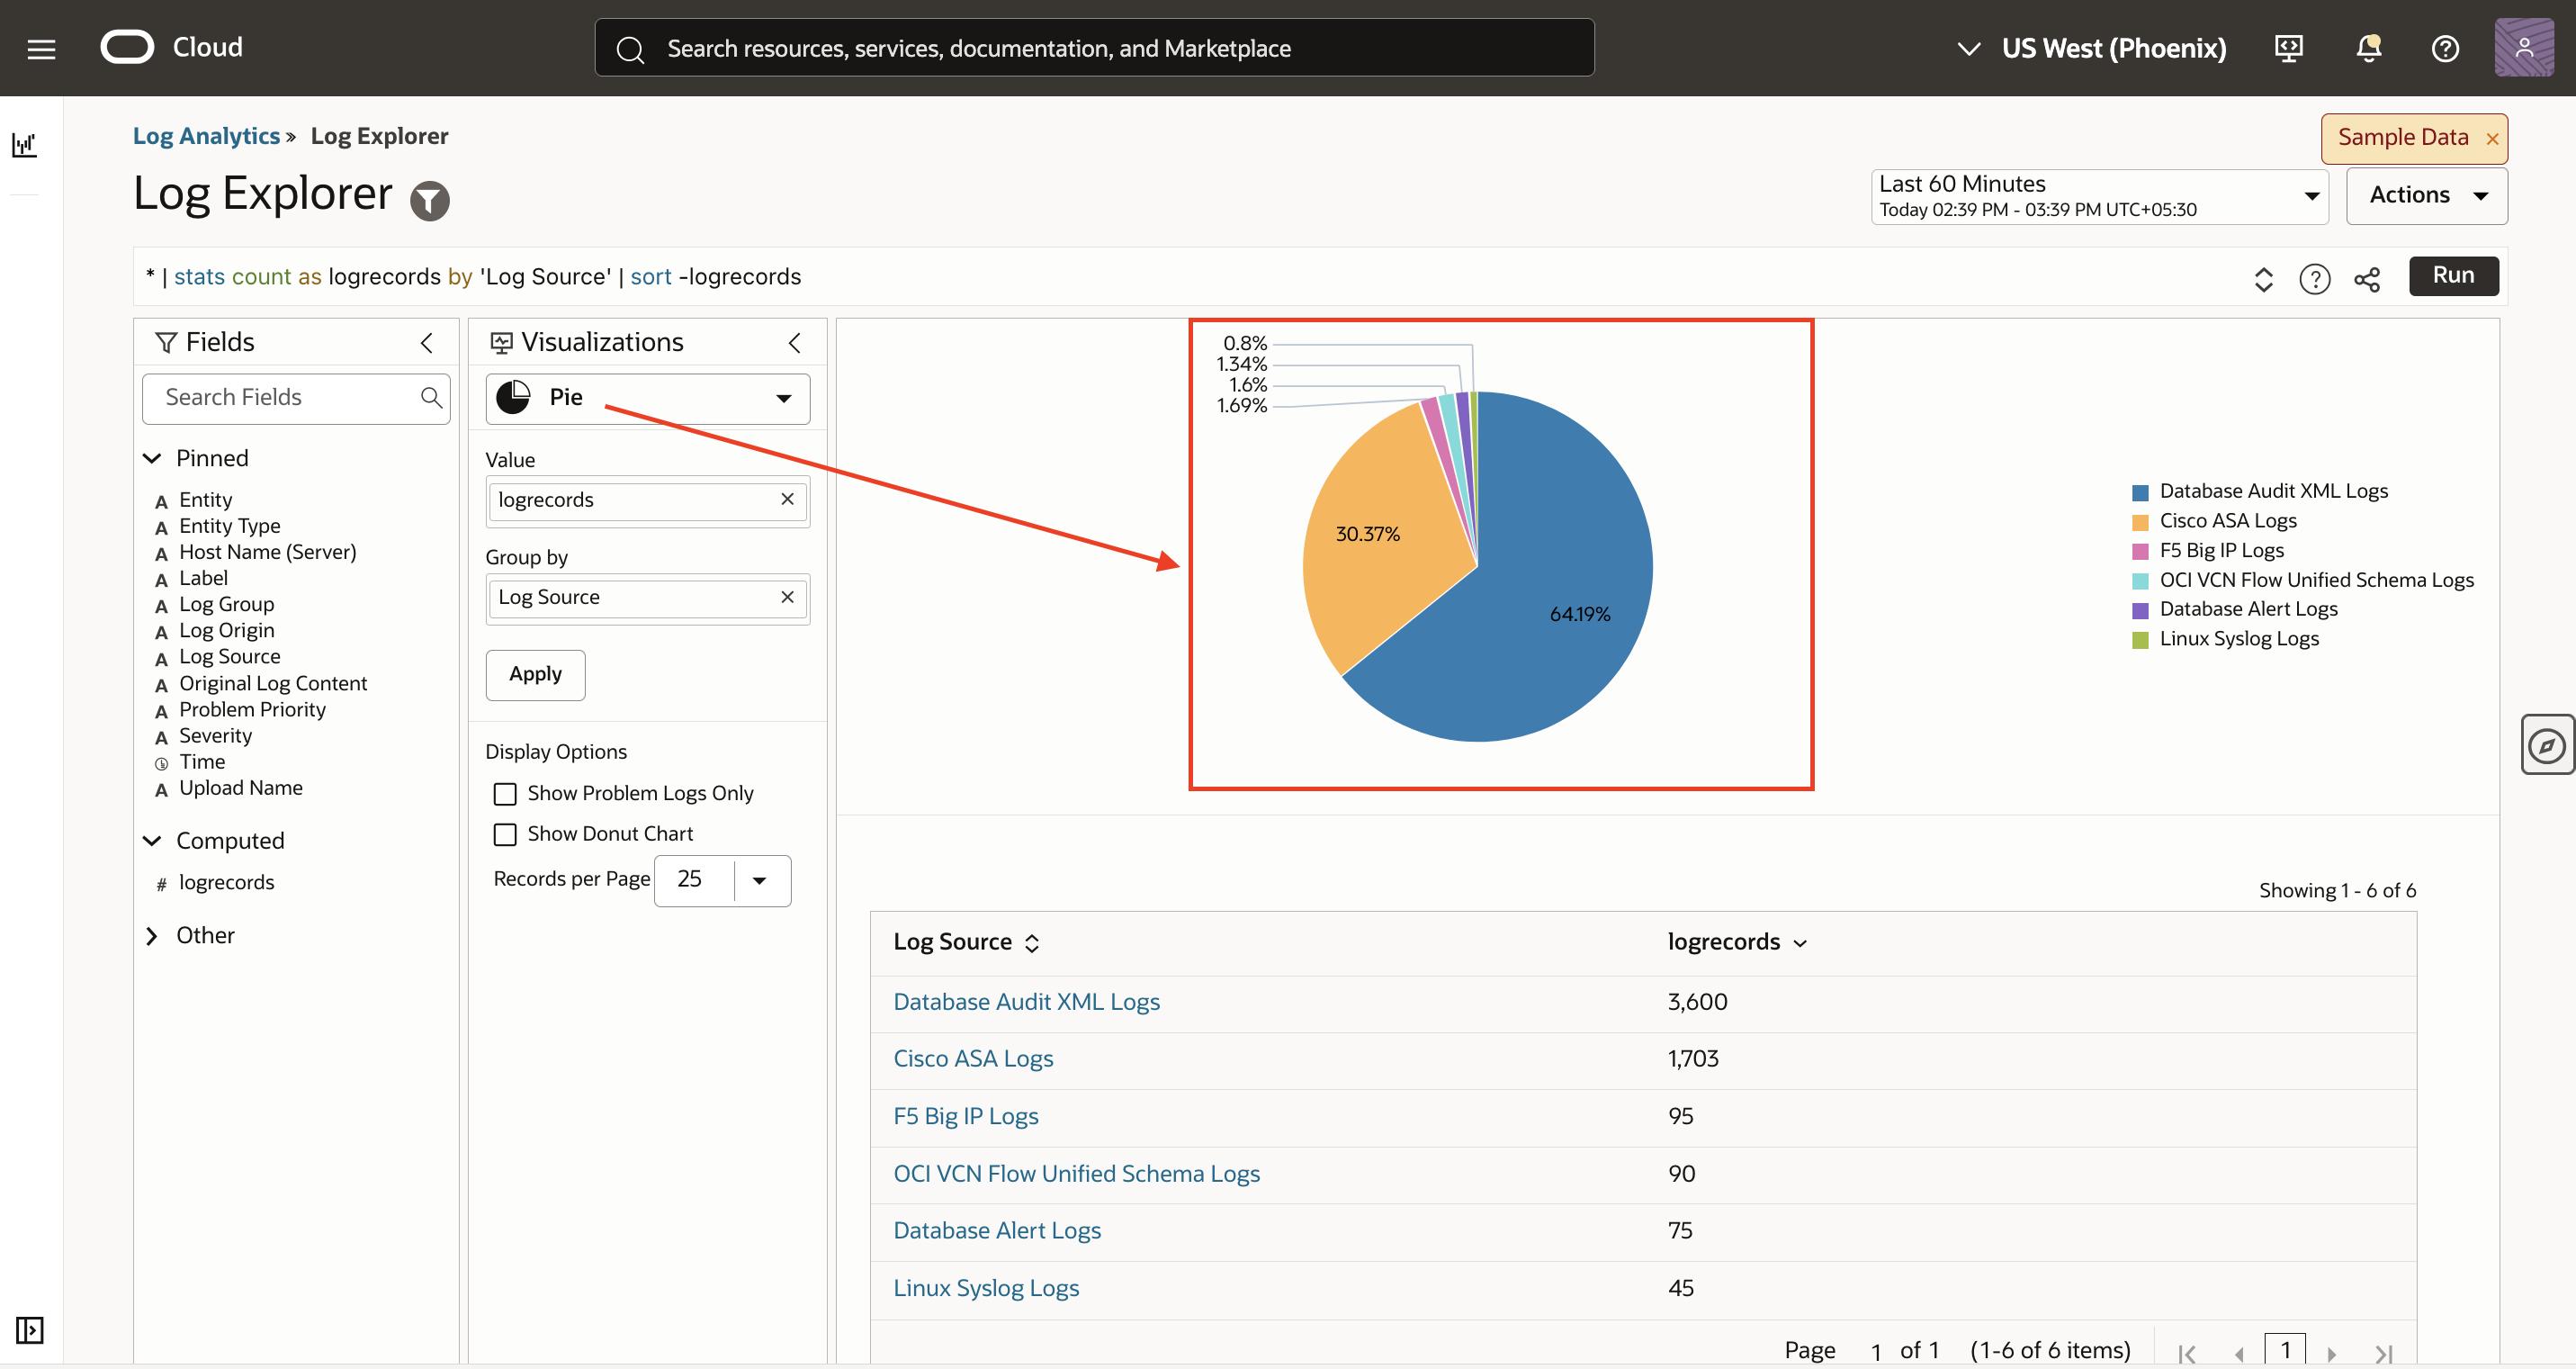 Cloud
Search resources, services, documentation, and Marketplace
US West (Phoenix)
Log Analytics » Log Explorer
Sample Data ×
Log Explorer
Last 60 Minutes
Today 02:39 PM - 03:39 PM UTC+05:30
Actions
* | stats count as logrecords by 'Log Source' | sort -logrecords
Run
Fields
Search Fields
Pinned
A Entity
A Entity Type
A Host Name (Server)
A Label
A Log Group
A Log Origin
A Log Source
A Original Log Content
A Problem Priority
A Severity
Time
A Upload Name
Computed
# logrecords
Other
Visualizations
Pie
Value
logrecords
Group by
Log Source
Apply
Display Options
Show Problem Logs Only
Show Donut Chart
Records per Page 25
0.8%
1.34%
1.6%
1.69%
30.37%
64.19%
Database Audit XML Logs
Cisco ASA Logs
F5 Big IP Logs
OCI VCN Flow Unified Schema Logs
Database Alert Logs
Linux Syslog Logs
Showing 1 - 6 of 6
Log Source logrecords
Database Audit XML Logs 3,600
Cisco ASA Logs 1,703
F5 Big IP Logs 95
OCI VCN Flow Unified Schema Logs 90
Database Alert Logs 75
Linux Syslog Logs 45
Page 1 of 1 (1-6 of 6 items) 1